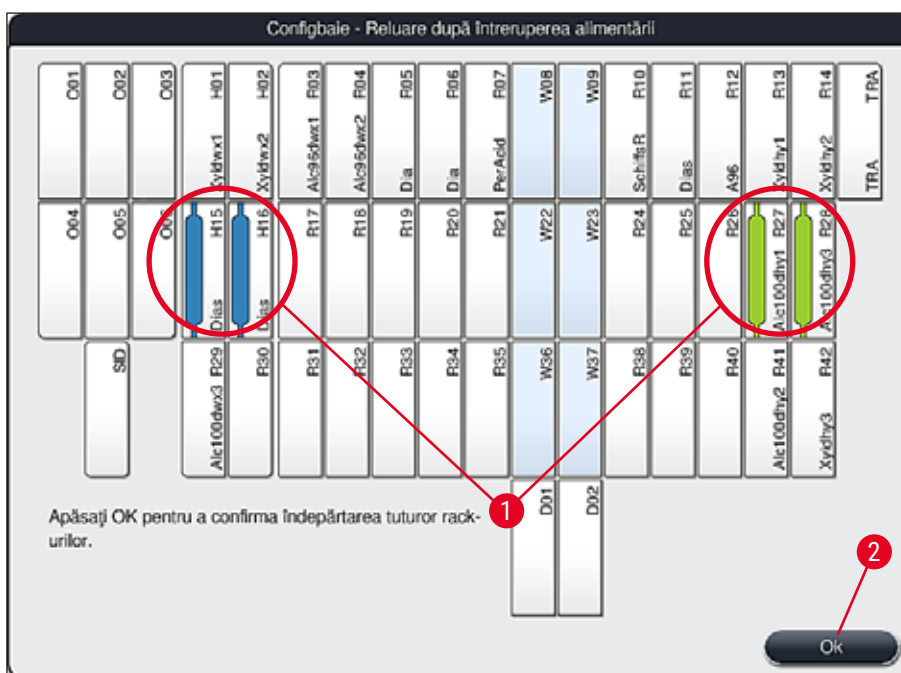 Configbaie - Reluare după întreruperea alimentării
O01
O02
O03
Xyldwx1 H01
Xyldwx2 H02
Alc96dwx1 R03
Alc96dwx2 R04
Dia R05
Dia R06
PerAcid R07
W08
W09
SchiffsR R10
Dias R11
A96 R12
Xyldhy1 R13
Xyldhy2 R14
TRA TRA
O04
O05
O06
Dias H15
Dias H16
R17
R18
R19
R20
R21
W22
W23
R24
R25
R26
Alc100dhy1 R27
Alc100dhy3 R28
SID
Alc100dwx3 R29
R30
R31
R32
R33
R34
R35
W36
W37
R38
R39
R40
Alc100dhy2 R41
Xyldhy3 R42
D01
D02
Apăsați OK pentru a confirma îndepărtarea tuturor rack-
urilor.
1
2
Ok